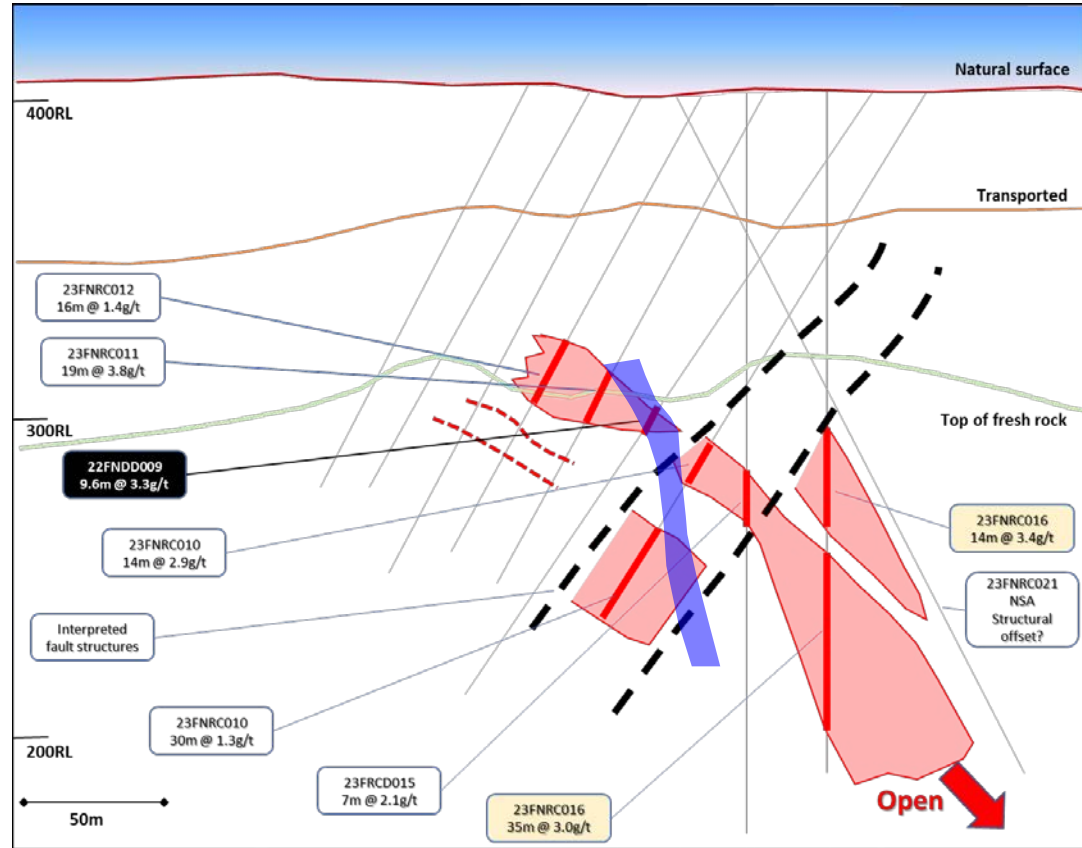 Natural surface
400RL
Transported
23FNRC012
16m @ 1.4g/t
23FNRC011
19m @ 3.8g/t
300RL
Top of fresh rock
22FNDD009
9.6m @ 3.3g/t
23FNRC016
14m @ 3.4g/t
23FNRC010
14m @ 2.9g/t
23FNRC021
NSA
Structural
offset?
Interpreted
fault structures
23FNRC010
30m @ 1.3g/t
200RL
23FRCD015
7m @ 2.1g/t
23FNRC016
35m @ 3.0g/t
Open
50m